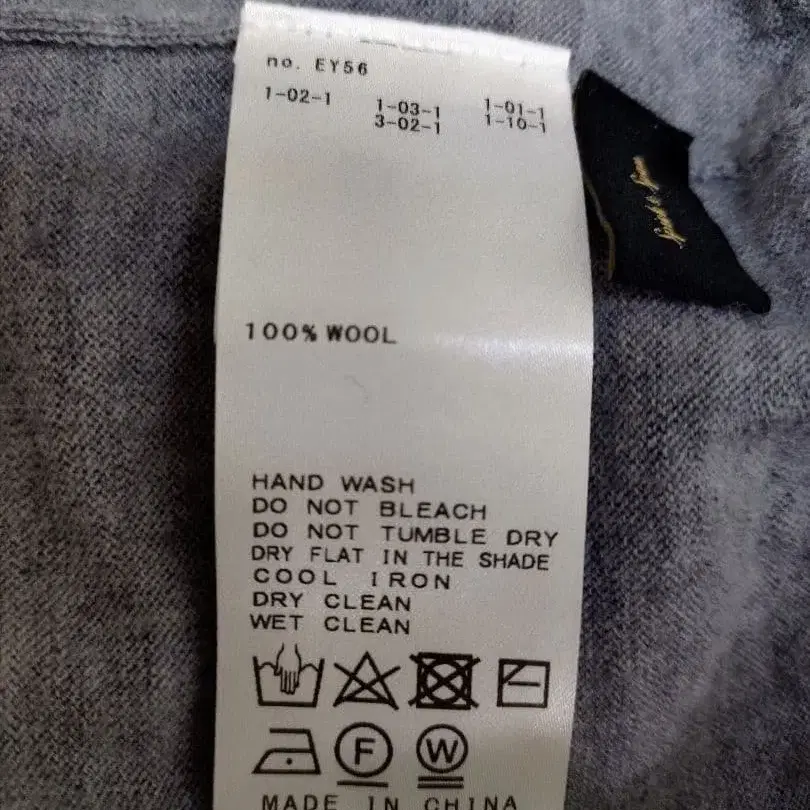 no. EY56
1-02-1 1-03-1 1-01-1
3-02-1 1-10-1
100% WOOL
HAND WASH
DO NOT BLEACH
DO NOT TUMBLE DRY
DRY FLAT IN THE SHADE
COOL IRON
DRY CLEAN
WET CLEAN
F W
MADE IN CHINA